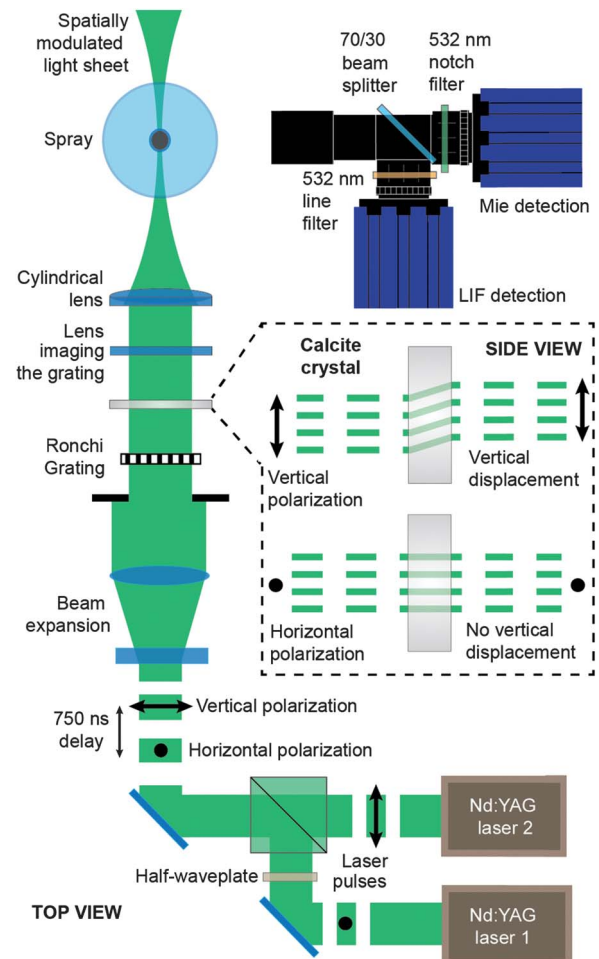 Spatially
modulated
light sheet
Spray
70/30
beam
splitter
532 nm
notch
filter
532 nm
line
filter
Mie detection
LIF detection
Cylindrical
lens
Lens
imaging
the grating
Ronchi
Grating
Calcite
crystal
SIDE VIEW
Vertical
polarization
Vertical
displacement
Horizontal
polarization
No vertical
displacement
Beam
expansion
750 ns
delay
Vertical polarization
Horizontal polarization
Nd:YAG
laser 2
Laser
pulses
Half-waveplate
TOP VIEW
Nd:YAG
laser 1